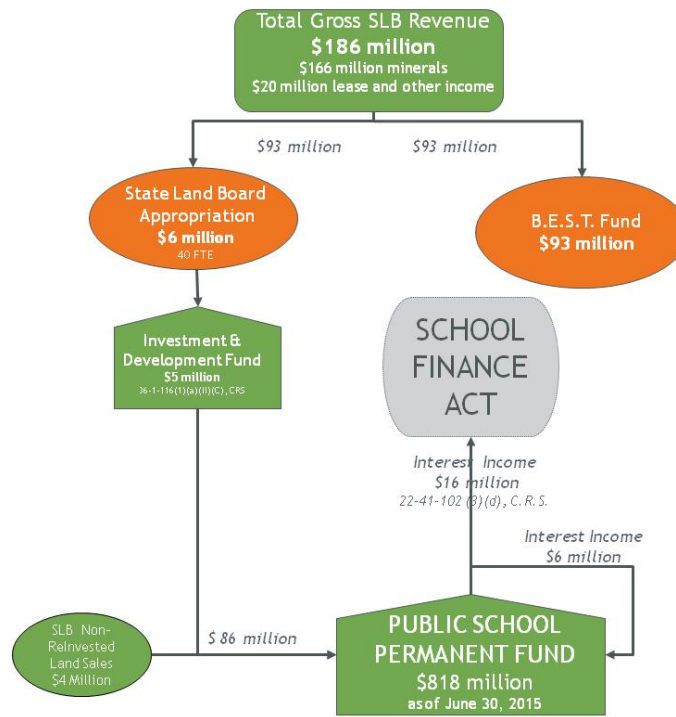 Total Gross SLB Revenue
$186 million
$166 million minerals
$20 million lease and other income
$93 million
$93 million
State Land Board
Appropriation
$6 million
40 FTE
B.E.S.T. Fund
$93 million
Investment &
Development Fund
$5 million
36-1-116(1)(a)(II)(C), CRS
SCHOOL
FINANCE
ACT
Interest Income
$16 million
22-41-102 (3)(d), C.R.S.
Interest Income
$6 million
SLB Non-
Reinvested
Land Sales
$4 Million
$ 86 million
PUBLIC SCHOOL
PERMANENT FUND
$818 million
as of June 30, 2015